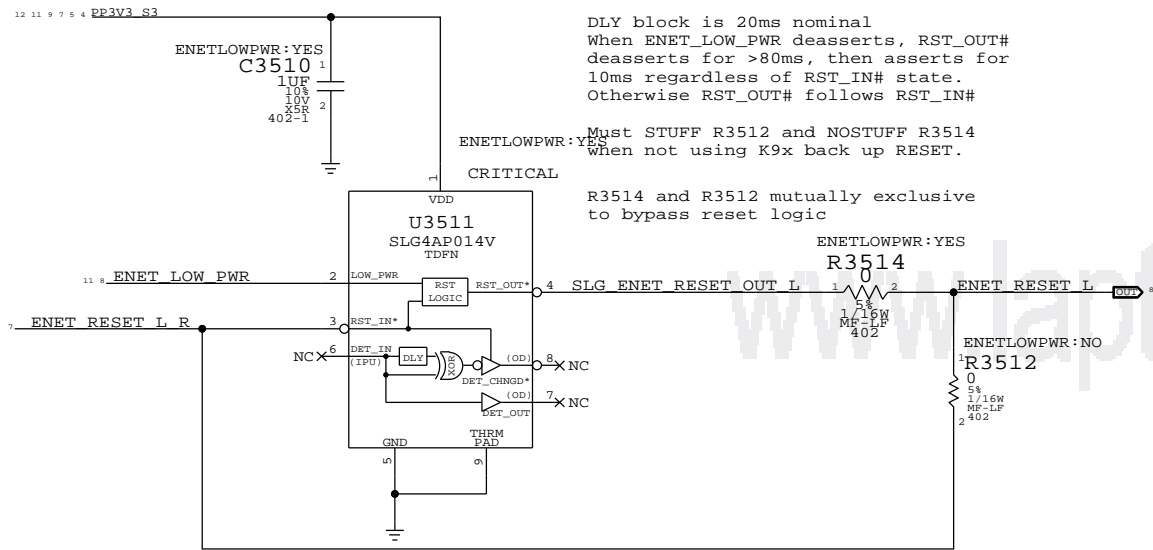 12 11 9 7 5 4 PP3V3_S3
ENETLOWPWR:YES
C3510 1
1UF
10%
10V
X5R
402-1
2
DLY block is 20ms nominal
When ENET_LOW_PWR deasserts, RST_OUT#
deasserts for >80ms, then asserts for
10ms regardless of RST_IN# state.
Otherwise RST_OUT# follows RST_IN#
Must STUFF R3512 and NOSTUFF R3514
when not using K9x back up RESET.
R3514 and R3512 mutually exclusive
to bypass reset logic
ENETLOWPWR:YES
CRITICAL
1
VDD
U3511
SLG4AP014V
TDFN
11 8 ENET_LOW_PWR 2 LOW_PWR
RST
LOGIC
RST_OUT* 4 SLG_ENET_RESET_OUT_L
7 ENET_RESET_L_R 3 RST_IN*
NC 6 DET_IN
(IPU)
DLY
XOR
(OD) 8 NC
DET_CHNGD*
(OD) 7 NC
DET_OUT
GND
THRM
PAD
5
9
ENETLOWPWR:YES
R3514
0
1 2
5%
1/16W
MF-LF
402
ENET_RESET_L OUT 8
ENETLOWPWR:NO
1 R3512
0
5%
1/16W
MF-LF
402
2
www.lapt